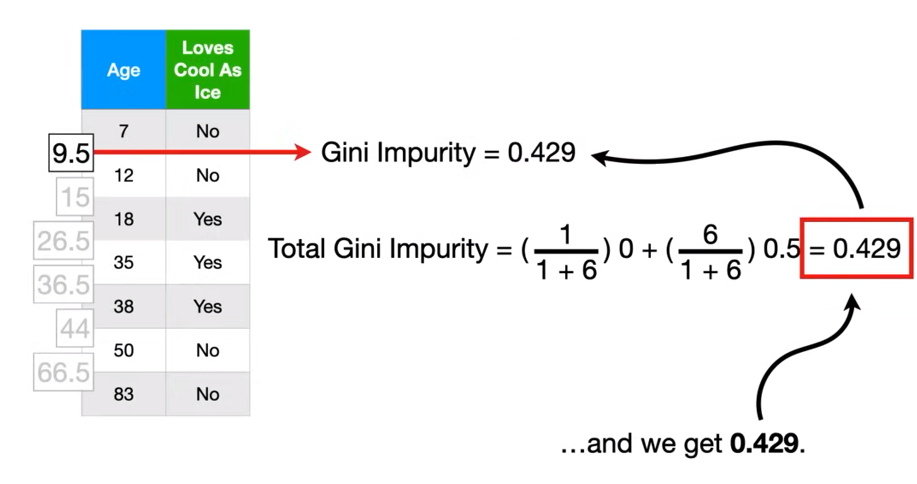 Age
Loves
Cool As
Ice
7 No
9.5
Gini Impurity = 0.429
12 No
15
18 Yes
26.5
Total Gini Impurity = ( 1 / 1 + 6 ) 0 + ( 6 / 1 + 6 ) 0.5 = 0.429
35 Yes
36.5
38 Yes
44
50 No
66.5
83 No
…and we get 0.429.